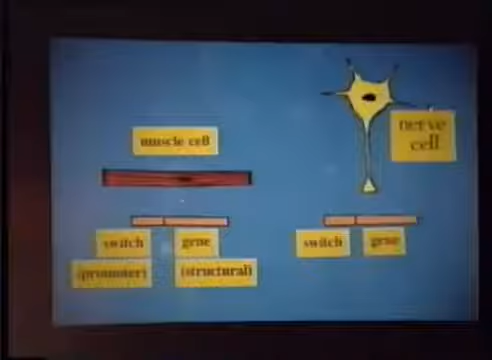 muscle cell
nerve
cell
switch
gene
(promoter)
(structural)
switch
gene